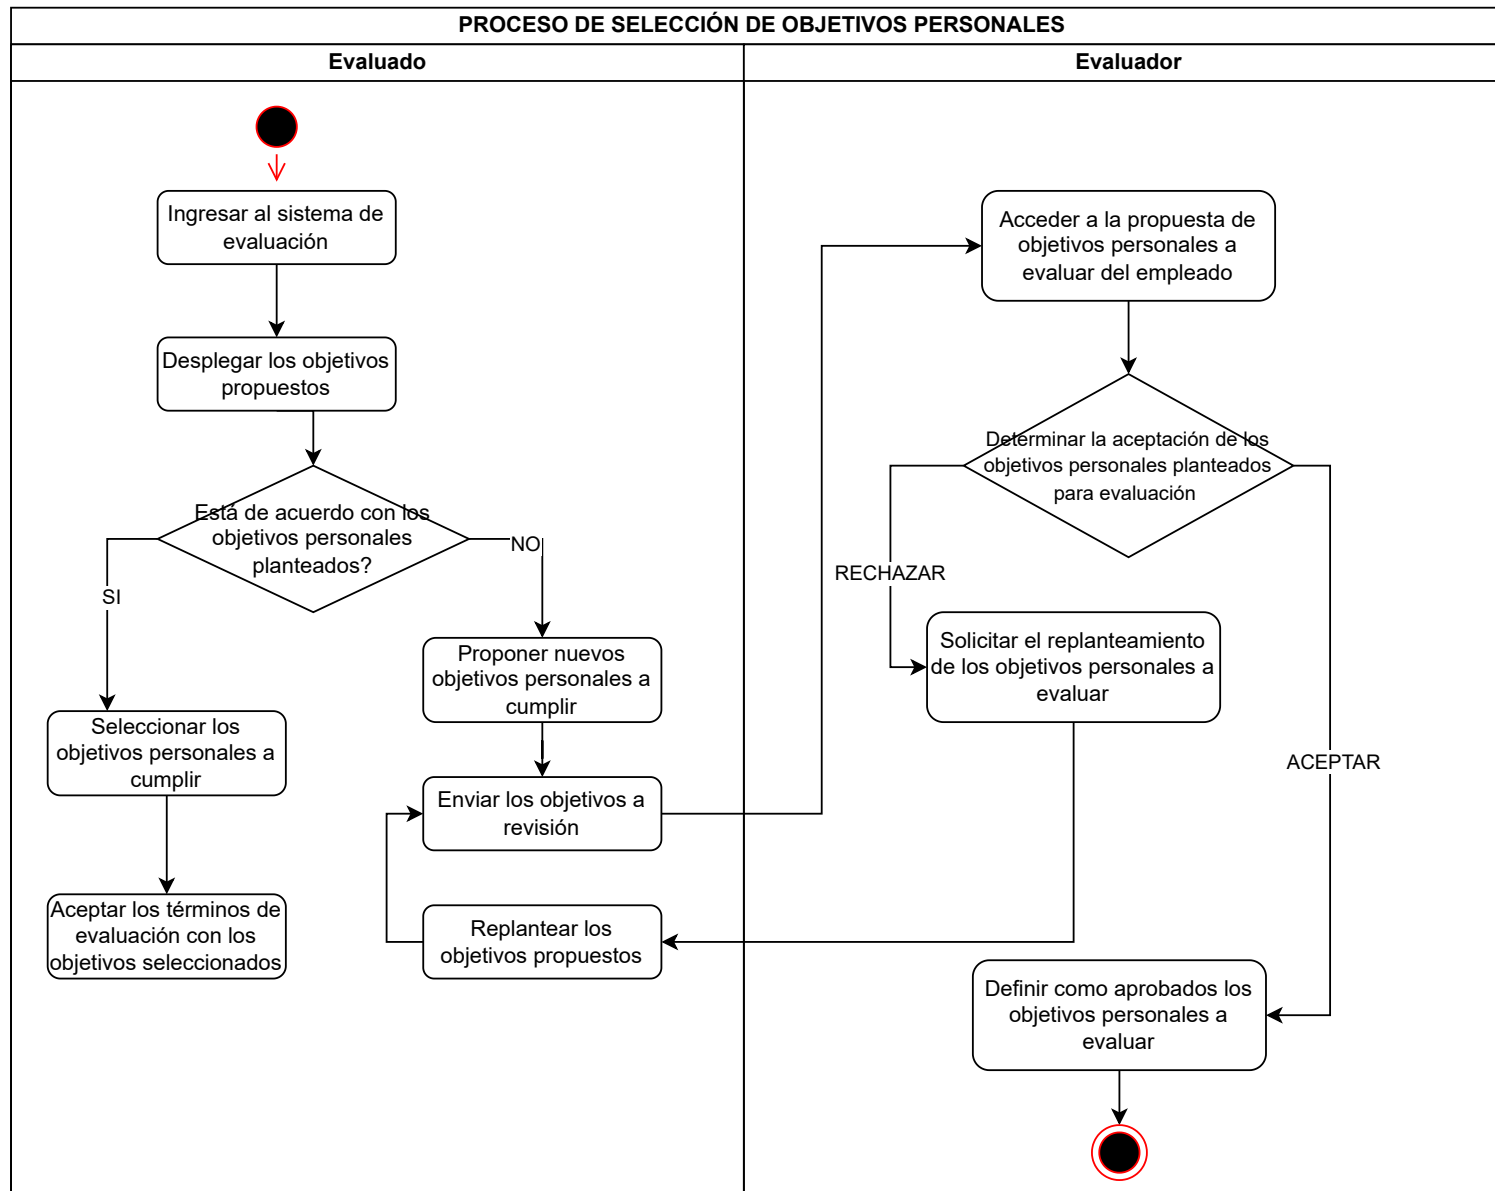 PROCESO DE SELECCIÓN DE OBJETIVOS PERSONALES
Evaluado
Evaluador
Ingresar al sistema de
evaluación
Desplegar los objetivos
propuestos
Está de acuerdo con los
objetivos personales
planteados?
SI
NO
Seleccionar los
objetivos personales a
cumplir
Aceptar los términos de
evaluación con los
objetivos seleccionados
Proponer nuevos
objetivos personales a
cumplir
Enviar los objetivos a
revisión
Replantear los
objetivos propuestos
Acceder a la propuesta de
objetivos personales a
evaluar del empleado
Determinar la aceptación de los
objetivos personales planteados
para evaluación
RECHAZAR
Solicitar el replanteamiento
de los objetivos personales a
evaluar
ACEPTAR
Definir como aprobados los
objetivos personales a
evaluar